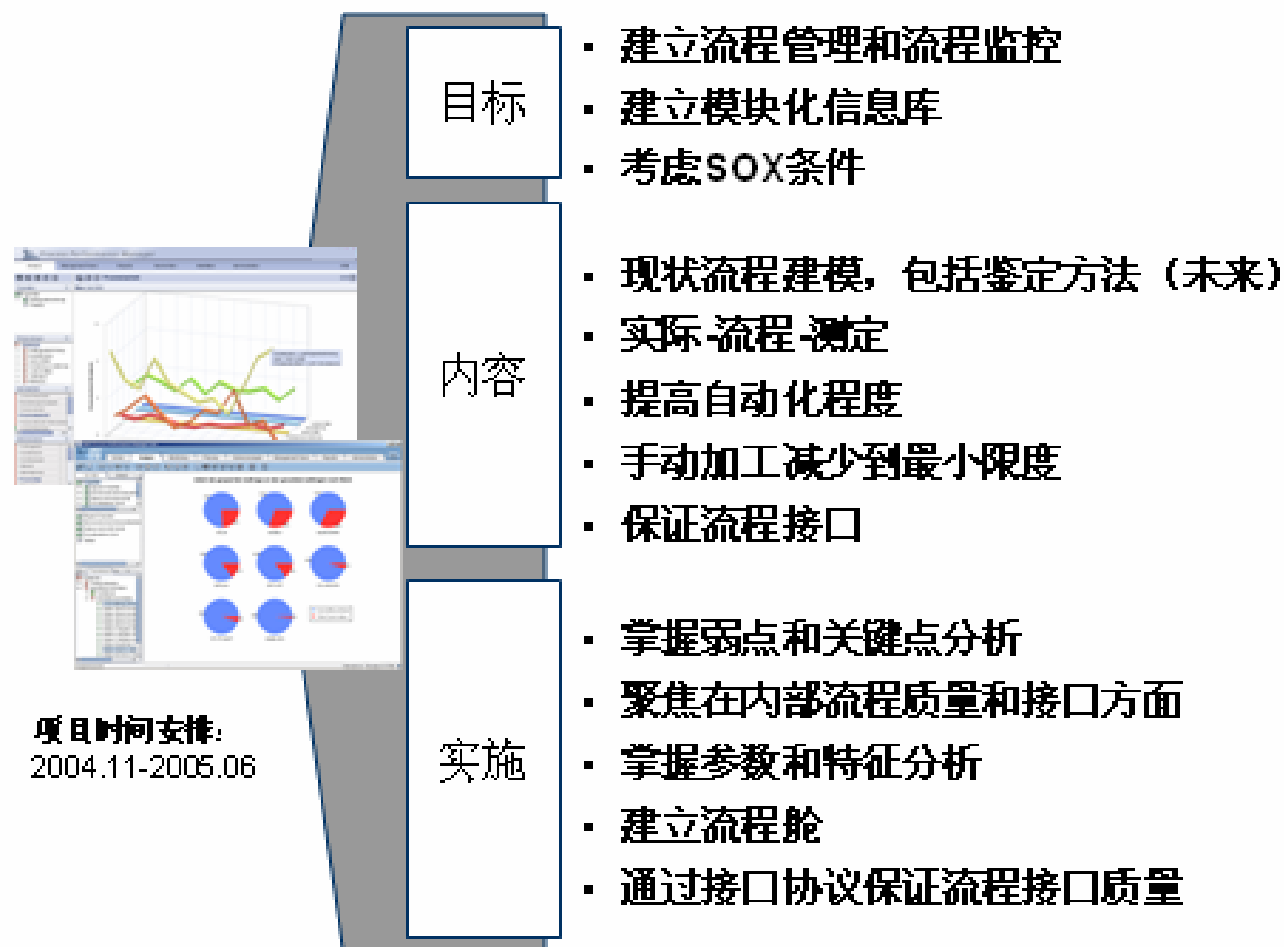 目标
▪ 建立流程管理和流程监控
▪ 建立模块化信息库
▪ 考虑SOX条件
内容
▪ 现状流程建模，包括鉴定方法（未来）
▪ 实际-流程-测定
▪ 提高自动化程度
▪ 手动加工减少到最小限度
▪ 保证流程接口
实施
▪ 掌握弱点和关键点分析
▪ 聚焦在内部流程质量和接口方面
▪ 掌握参数和特征分析
▪ 建立流程舱
▪ 通过接口协议保证流程接口质量
项目时间安排:
2004.11-2005.06